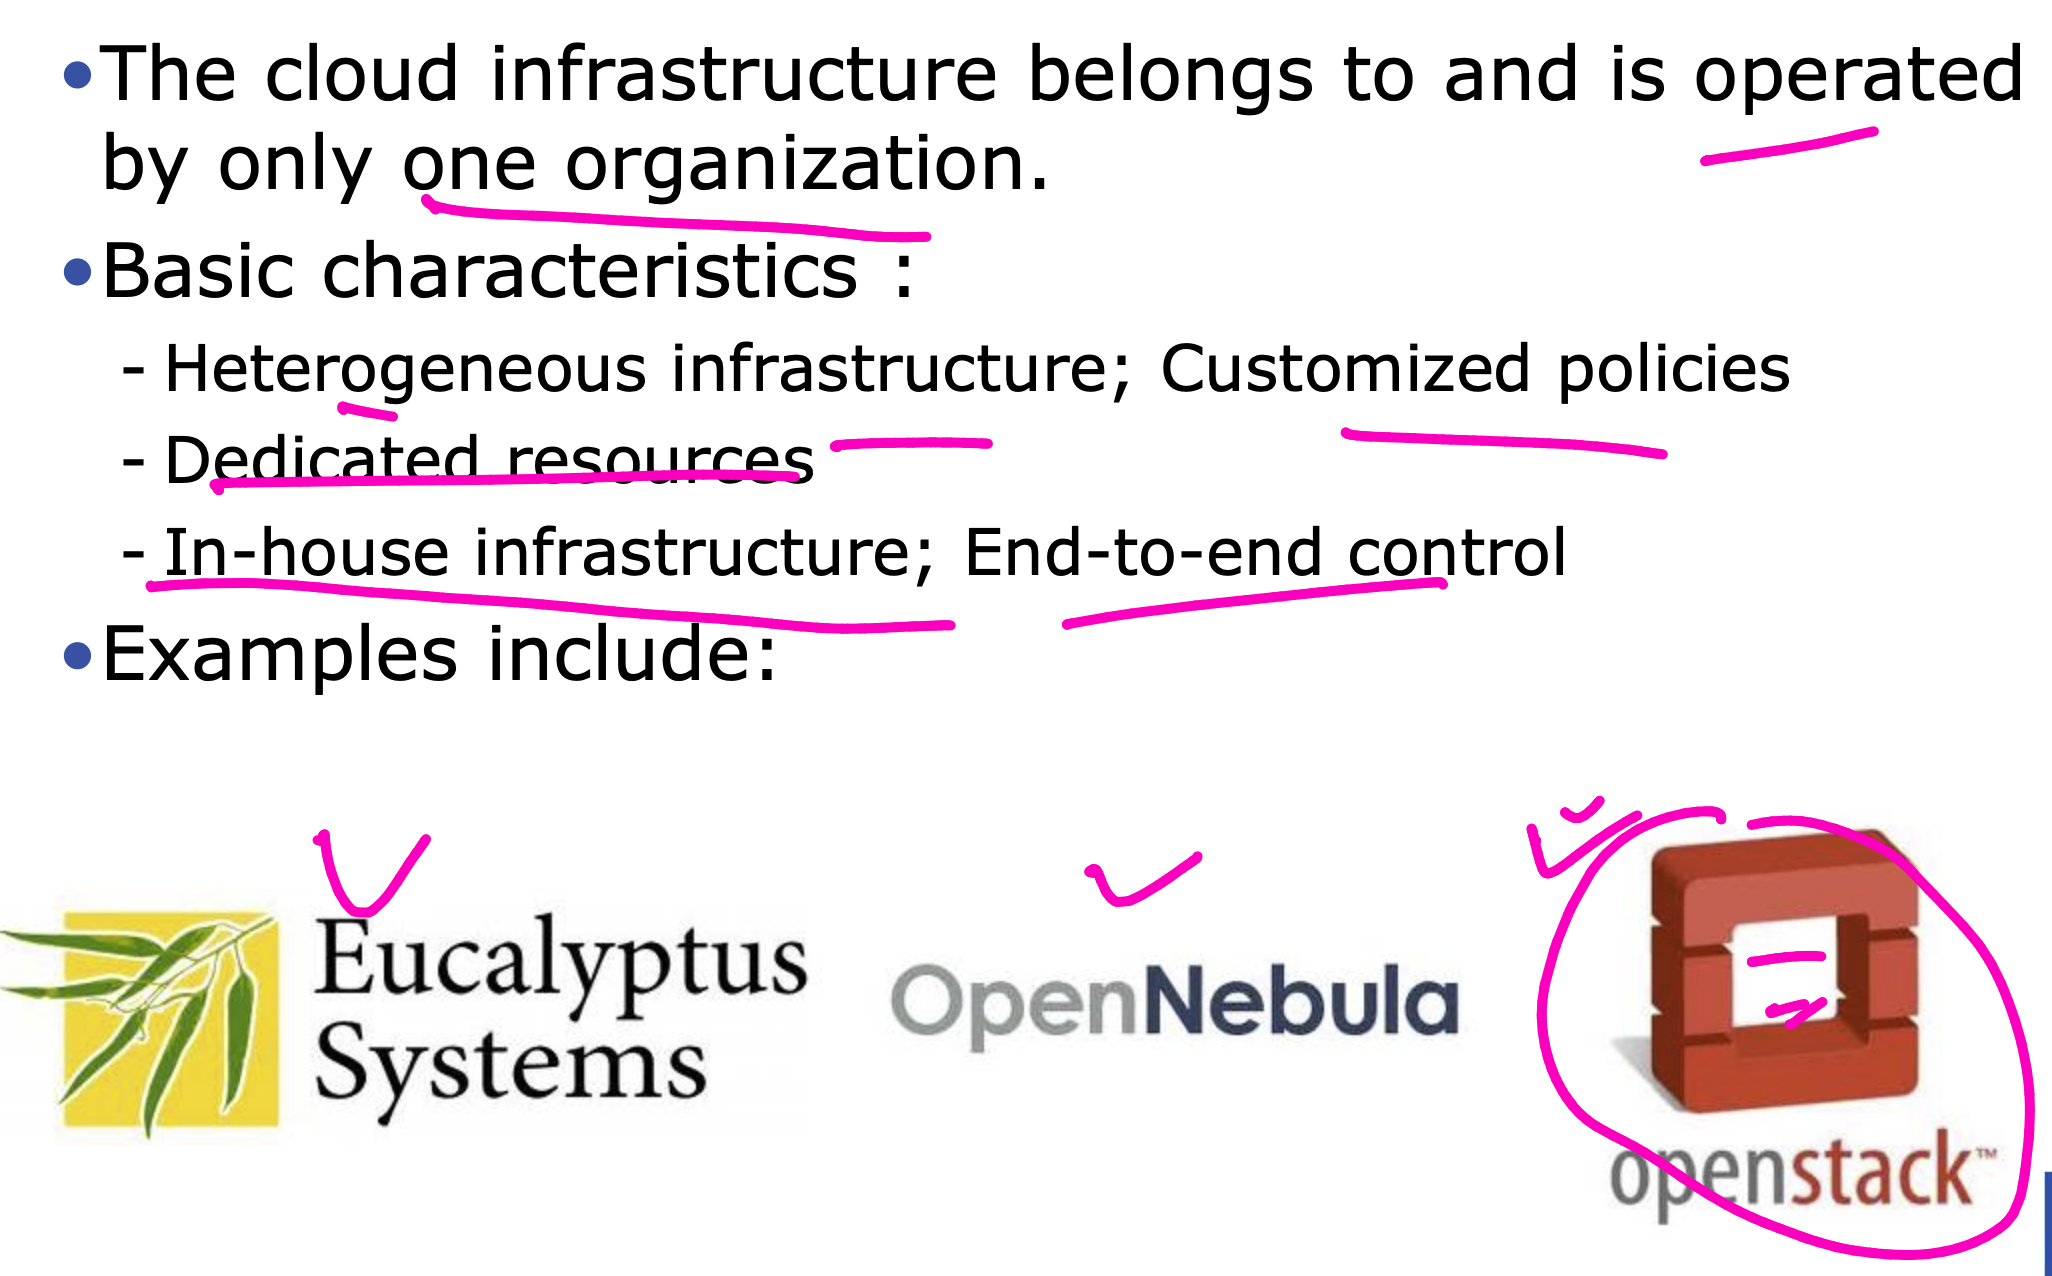 •The cloud infrastructure belongs to and is operated
by only one organization.
•Basic characteristics :
- Heterogeneous infrastructure; Customized policies
- Dedicated resources
- In-house infrastructure; End-to-end control
•Examples include:
Eucalyptus
Systems
OpenNebula
openstack™